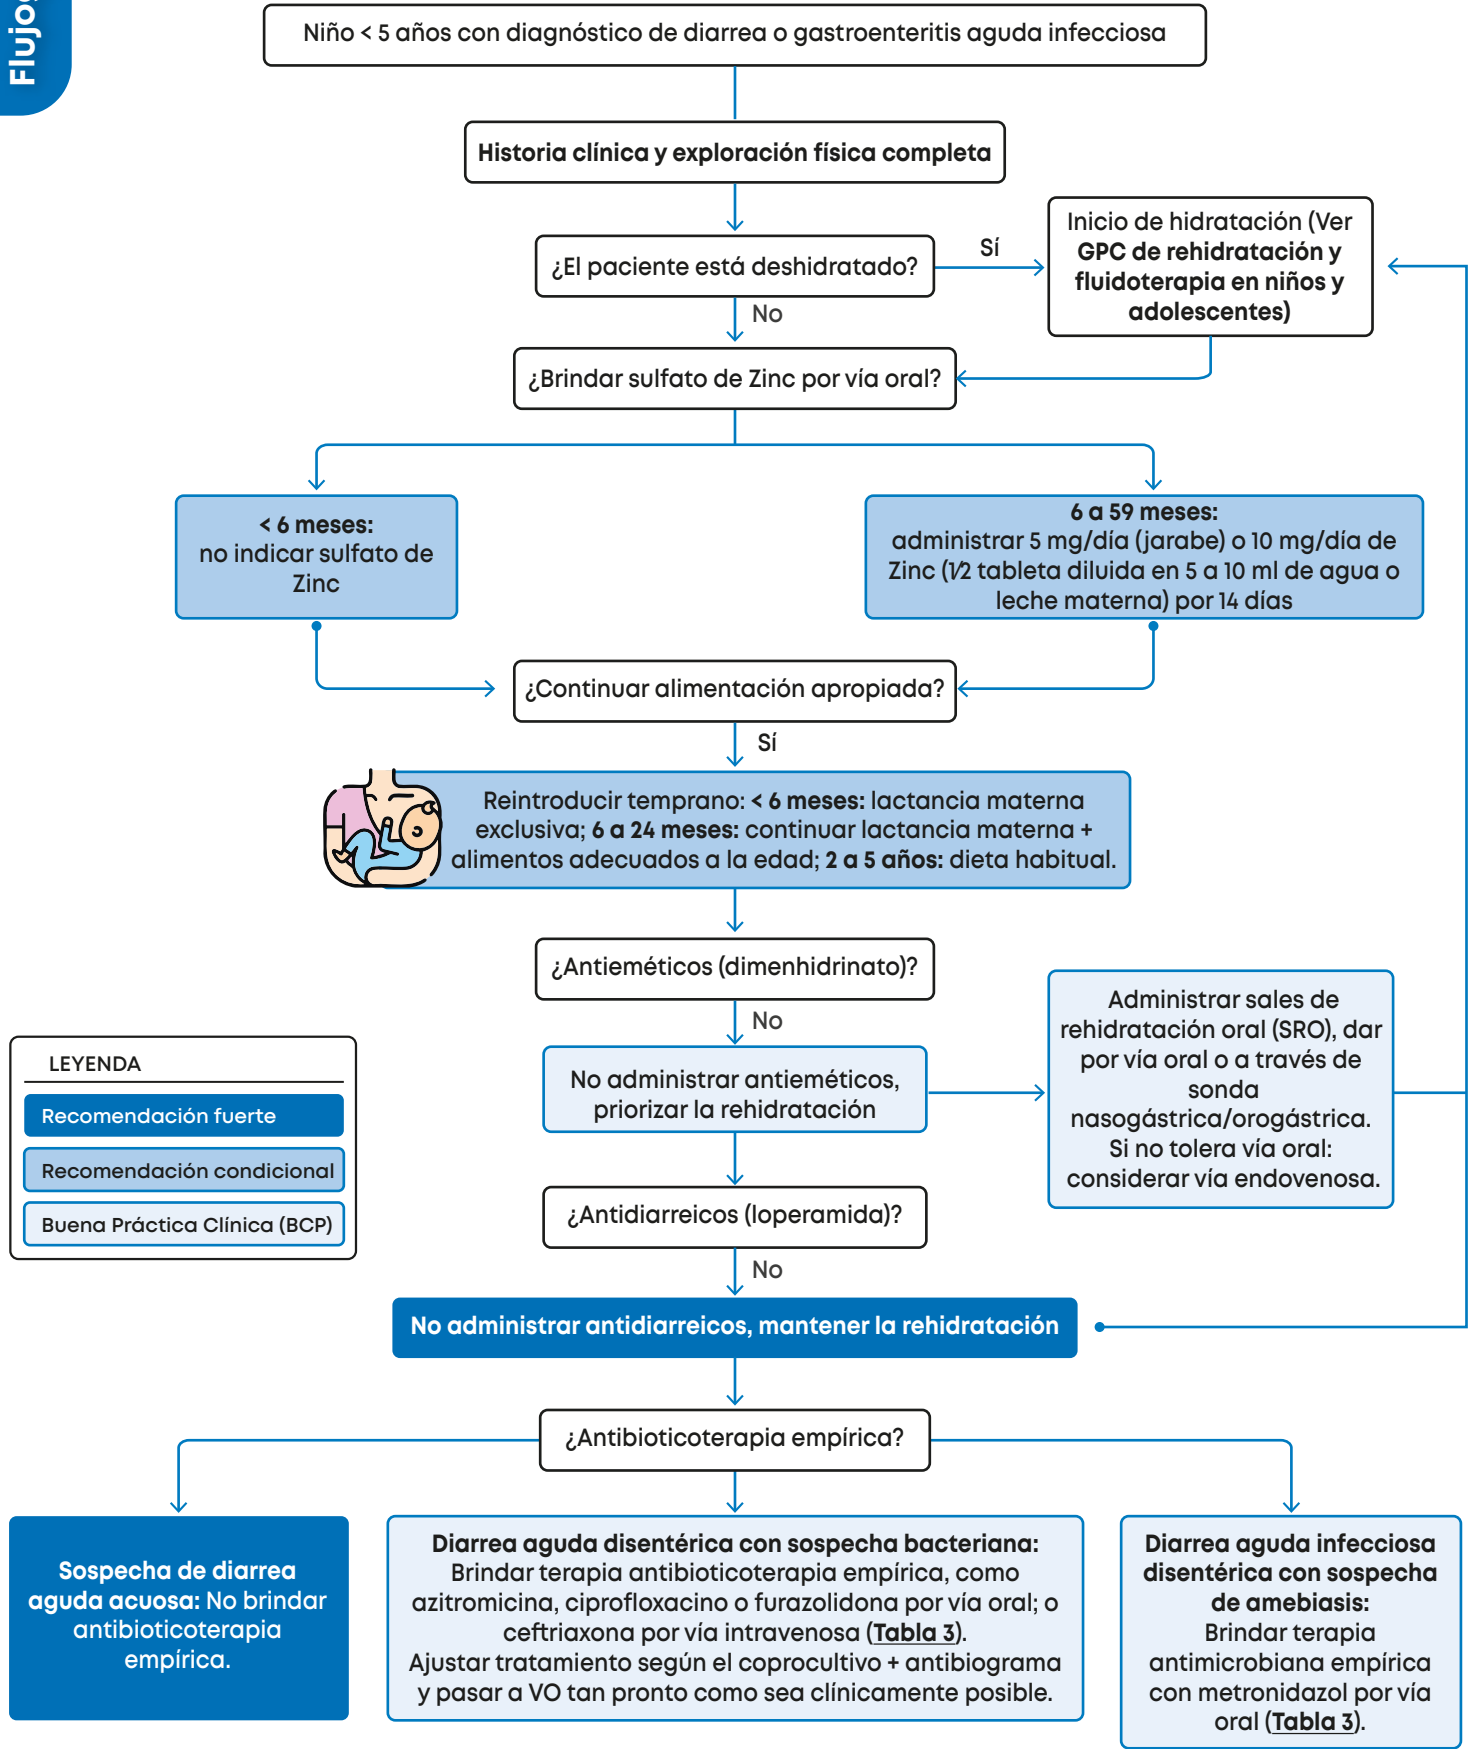 Flujos
Niño < 5 años con diagnóstico de diarrea o gastroenteritis aguda infecciosa
Historia clínica y exploración física completa
¿El paciente está deshidratado?
Sí
Inicio de hidratación (Ver
GPC de rehidratación y
fluidoterapia en niños y
adolescentes)
No
¿Brindar sulfato de Zinc por vía oral?
< 6 meses:
no indicar sulfato de
Zinc
6 a 59 meses:
administrar 5 mg/día (jarabe) o 10 mg/día de
Zinc (1/2 tableta diluida en 5 a 10 ml de agua o
leche materna) por 14 días
¿Continuar alimentación apropiada?
Sí
Reintroducir temprano: < 6 meses: lactancia materna
exclusiva; 6 a 24 meses: continuar lactancia materna +
alimentos adecuados a la edad; 2 a 5 años: dieta habitual.
¿Antieméticos (dimenhidrinato)?
No
No administrar antieméticos,
priorizar la rehidratación
Administrar sales de
rehidratación oral (SRO), dar
por vía oral o a través de
sonda
nasogástrica/orogástrica.
Si no tolera vía oral:
considerar vía endovenosa.
LEYENDA
Recomendación fuerte
Recomendación condicional
Buena Práctica Clínica (BCP)
¿Antidiarreicos (loperamida)?
No
No administrar antidiarreicos, mantener la rehidratación
¿Antibioticoterapia empírica?
Sospecha de diarrea
aguda acuosa: No brindar
antibioticoterapia
empírica.
Diarrea aguda disentérica con sospecha bacteriana:
Brindar terapia antibioticoterapia empírica, como
azitromicina, ciprofloxacino o furazolidona por vía oral; o
ceftriaxona por vía intravenosa (Tabla 3).
Ajustar tratamiento según el coprocultivo + antibiograma
y pasar a VO tan pronto como sea clínicamente posible.
Diarrea aguda infecciosa
disentérica con sospecha
de amebiasis:
Brindar terapia
antimicrobiana empírica
con metronidazol por vía
oral (Tabla 3).